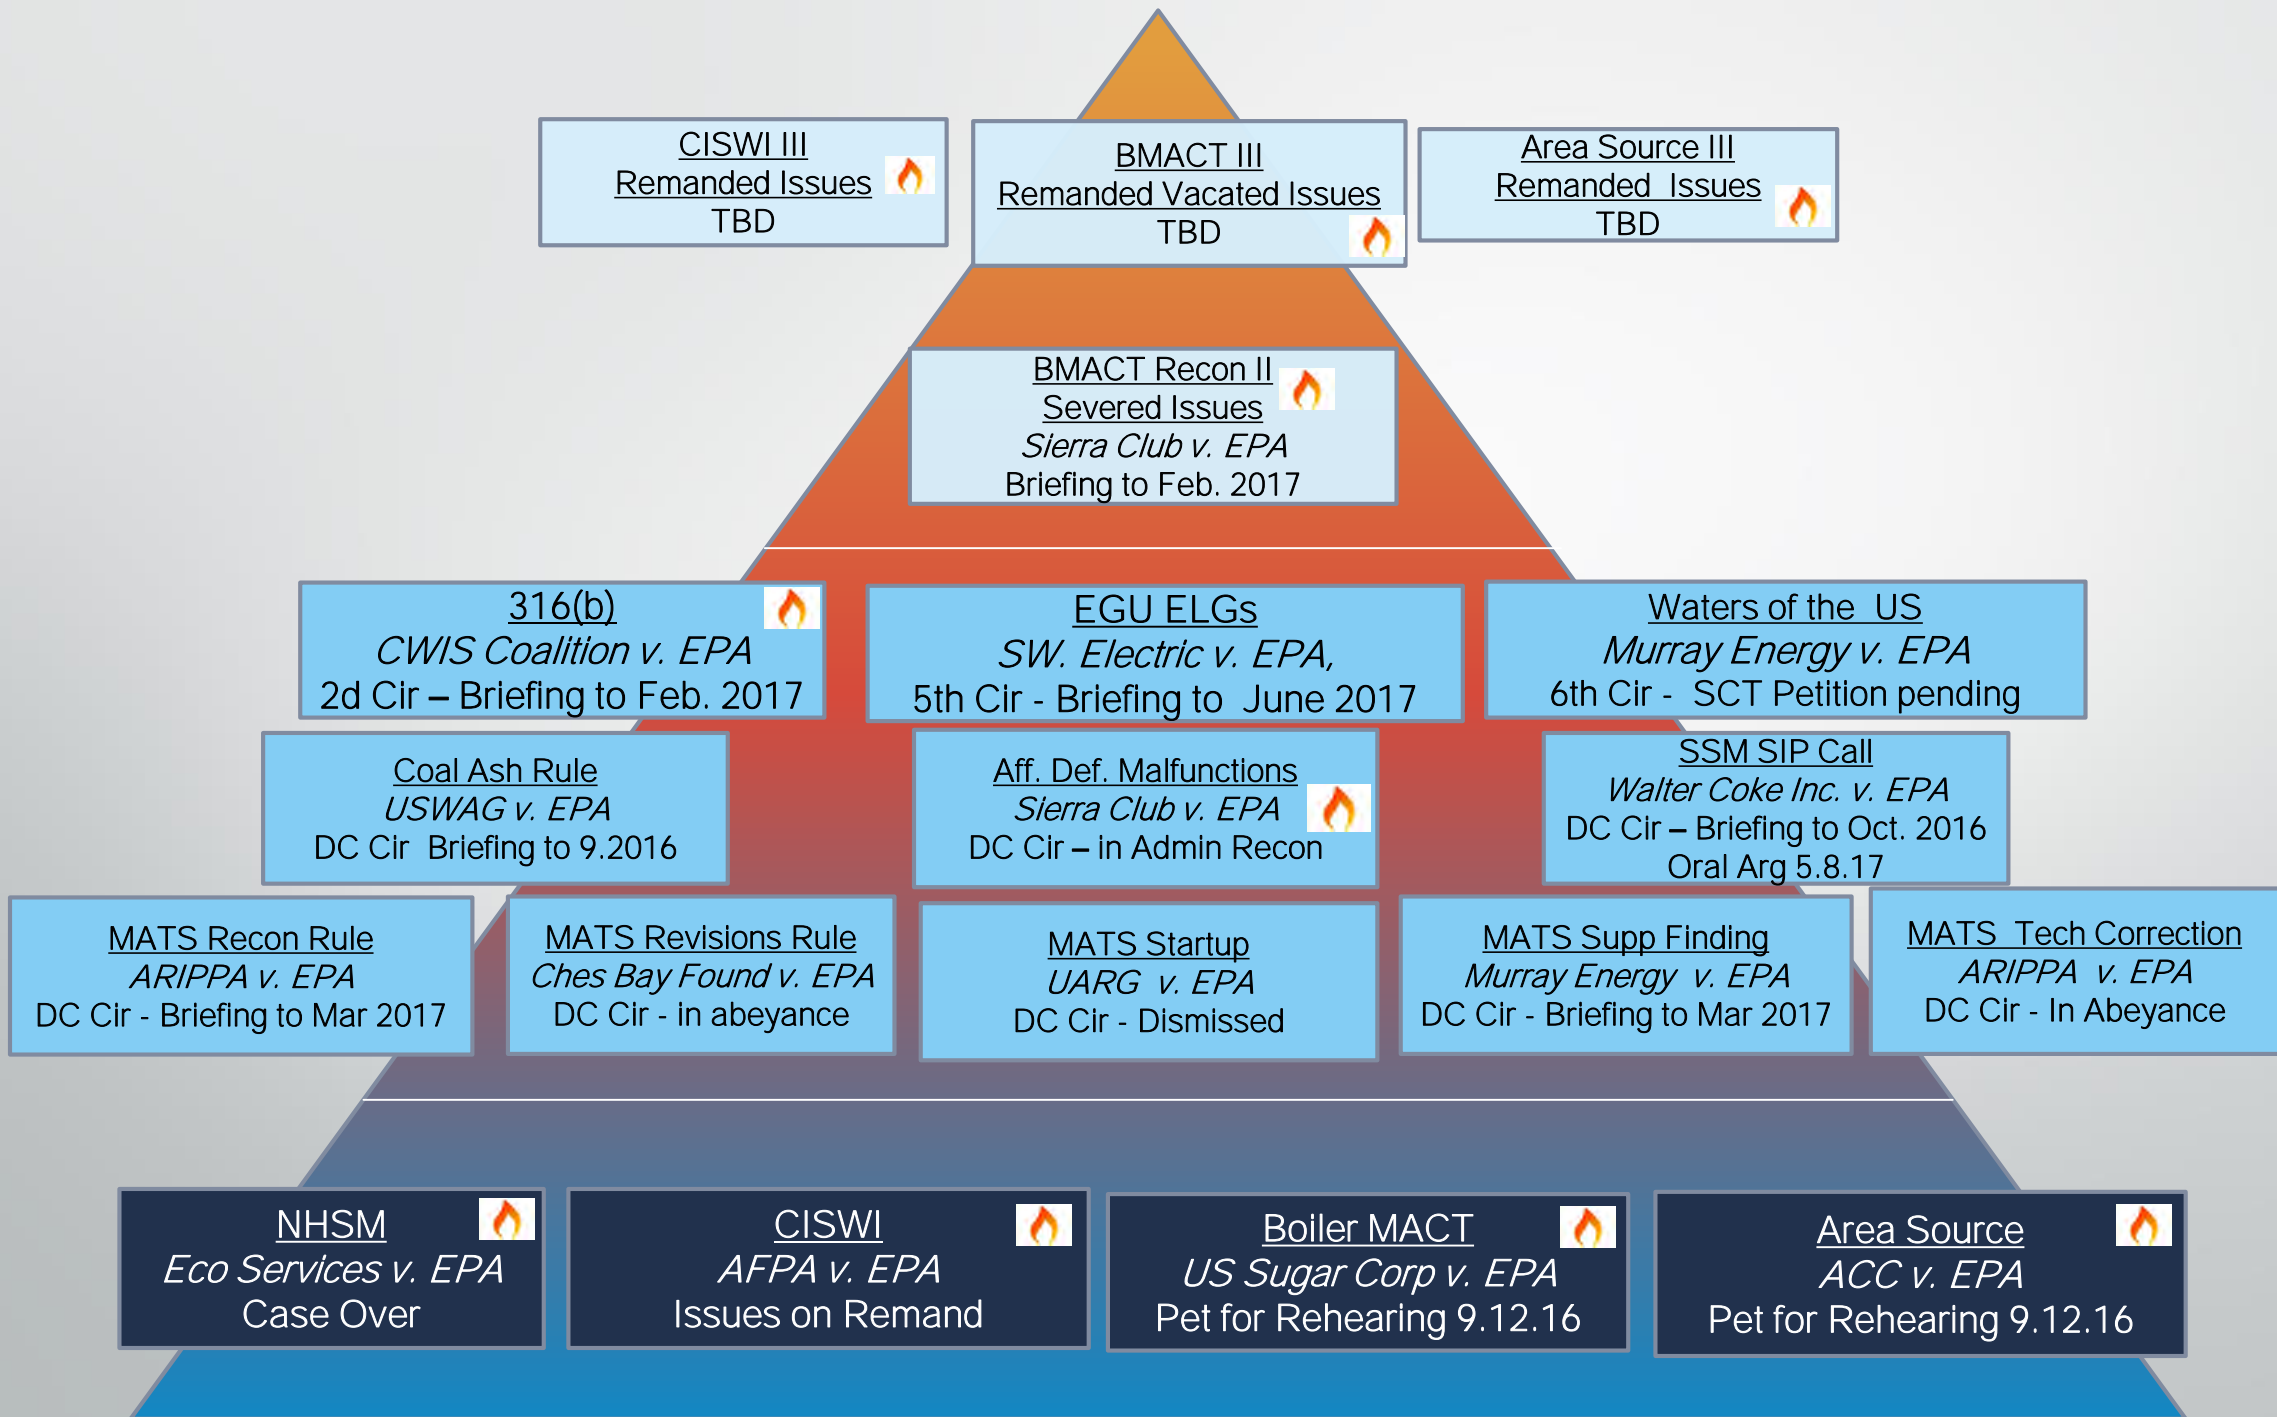 CISWI III
Remanded Issues
TBD
BMACT III
Remanded Vacated Issues
TBD
Area Source III
Remanded Issues
TBD
BMACT Recon II
Severed Issues
Sierra Club v. EPA
Briefing to Feb. 2017
316(b)
CWIS Coalition v. EPA
2d Cir – Briefing to Feb. 2017
EGU ELGs
SW. Electric v. EPA,
5th Cir - Briefing to June 2017
Waters of the US
Murray Energy v. EPA
6th Cir - SCT Petition pending
Coal Ash Rule
USWAG v. EPA
DC Cir Briefing to 9.2016
Aff. Def. Malfunctions
Sierra Club v. EPA
DC Cir – in Admin Recon
SSM SIP Call
Walter Coke Inc. v. EPA
DC Cir – Briefing to Oct. 2016
Oral Arg 5.8.17
MATS Recon Rule
ARIPPA v. EPA
DC Cir - Briefing to Mar 2017
MATS Revisions Rule
Ches Bay Found v. EPA
DC Cir - in abeyance
MATS Startup
UARG v. EPA
DC Cir - Dismissed
MATS Supp Finding
Murray Energy v. EPA
DC Cir - Briefing to Mar 2017
MATS Tech Correction
ARIPPA v. EPA
DC Cir - In Abeyance
NHSM
Eco Services v. EPA
Case Over
CISWI
AFPA v. EPA
Issues on Remand
Boiler MACT
US Sugar Corp v. EPA
Pet for Rehearing 9.12.16
Area Source
ACC v. EPA
Pet for Rehearing 9.12.16